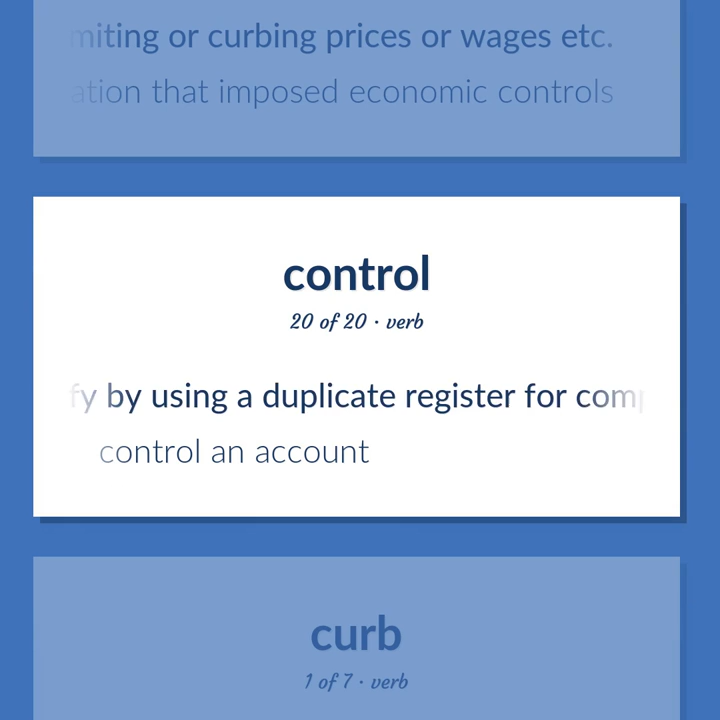 miting or curbing prices or wages etc.
ation that imposed economic controls
control
20 of 20 · verb
fy by using a duplicate register for comp
control an account
curb
1 of 7 · verb